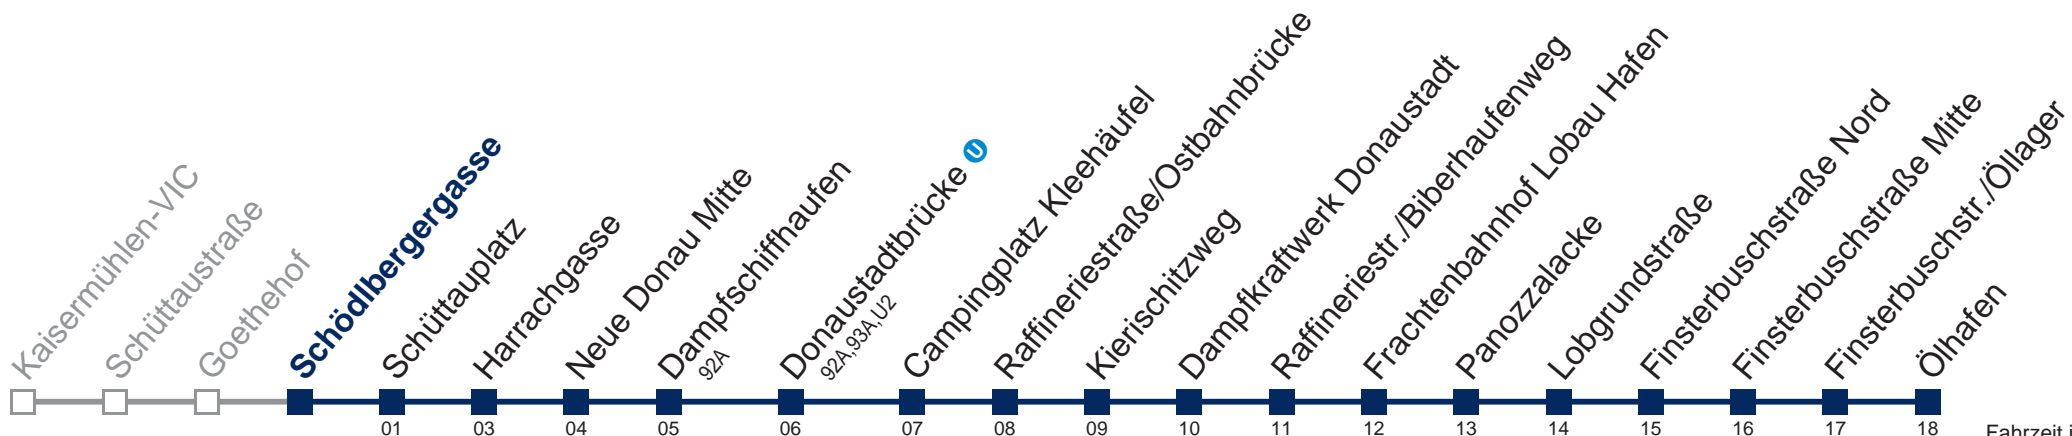 Kaisermühlen-VIC
Schüttaustraße
Goethehof
Schödlbergergasse
Schüttauplatz
Harrachgasse
Neue Donau Mitte
Dampfschiffhaufen
92A
Donaustadtbrücke U
92A,93A,U2
Campingplatz Kleehäufel
Raffineriestraße/Ostbahnbrücke
Kierischitzweg
Dampfkraftwerk Donaustadt
Raffineriestr./Biberhaufenweg
Frachtenbahnhof Lobau Hafen
Panozzalacke
Lobgrundstraße
Finsterbuschstraße Nord
Finsterbuschstraße Mitte
Finsterbuschstr./Öllager
Ölhafen
01 03 04 05 06 07 08 09 10 11 12 13 14 15 16 17 18
Fahrzeit i